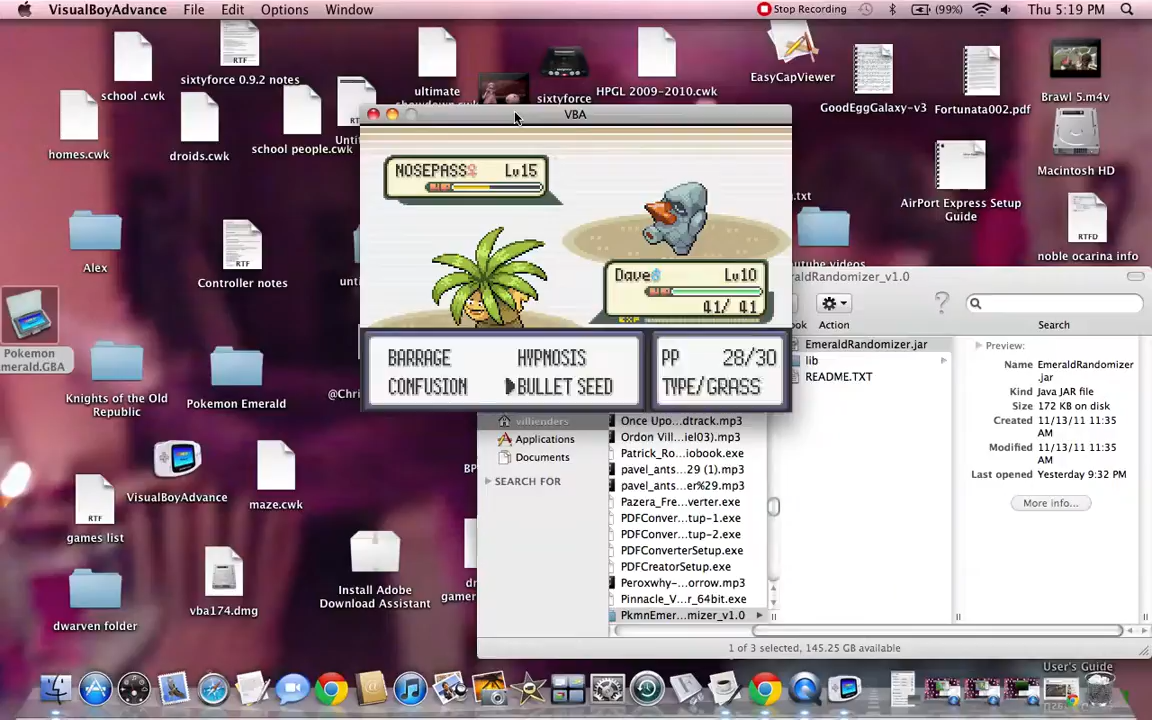 VisualBoyAdvance File Edit Options Window
Stop Recording (99%) Thu 5:19 PM
school .cwk
sixtyforce 0.9.2 notes
RTF
ultimate
sixtyforce
HPGL 2009-2010.cwk
EasyCapViewer
GoodEggGalaxy-v3
Fortunata002.pdf
Brawl S.m4v
homes.cwk
droids.cwk
school people.cwk
RTF
VBA
NOSEPASS♀ Lv15
Dave Lv10
41/ 41
EXP
BARRAGE HYPNOSIS
CONFUSION BULLET SEED
PP 28/30
TYPE/GRASS
Macintosh HD
AirPort Express Setup
Guide
RTFD
noble ocarina info
Alex
Controller notes
Pokemon
merald.GBA
Knights of the Old
Republic
Pokemon Emerald
@Chri
VisualBoyAdvance
maze.cwk
RTF
games list
dwarven folder
vba174.dmg
Install Adobe
Download Assistant
eraldRandomizer_v1.0
Action
Search
EmeraldRandomizer.jar
lib
README.TXT
Preview:
Name EmeraldRandomizer
.jar
Kind Java JAR file
Size 172 KB on disk
Created 11/13/11 11:35
AM
Modified 11/13/11 11:35
AM
Last opened Yesterday 9:32 PM
More info...
villienders
Applications
Documents
SEARCH FOR
Once Upo...dtrack.mp3
Ordon Vill...iel03).mp3
Patrick_Ro...iobook.exe
pavel_ants...29 (1).mp3
pavel_ants...er%29.mp3
Pazera_Fre...verter.exe
PDFConver...tup-1.exe
PDFConver...tup-2.exe
PDFConverterSetup.exe
PDFCreatorSetup.exe
Peroxwhy-...orrow.mp3
Pinnacle_V...r_64bit.exe
PkmnEmer...mizer_v1.0
1 of 3 selected, 145.25 GB available
User's Guide